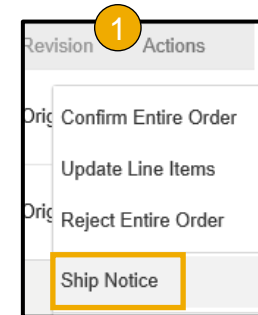 1
Revision Actions
Orig Confirm Entire Order
Update Line Items
Orig Reject Entire Order
Ship Notice